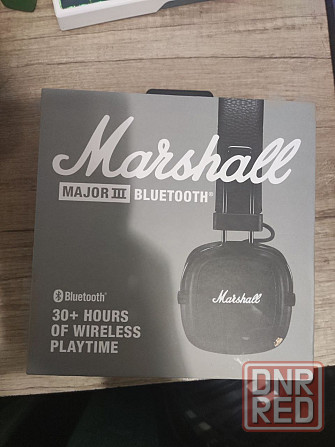 Marshall
MAJOR III BLUETOOTH®
Marshall
Bluetooth®
30+ HOURS
OF WIRELESS
PLAYTIME
DNR
RED